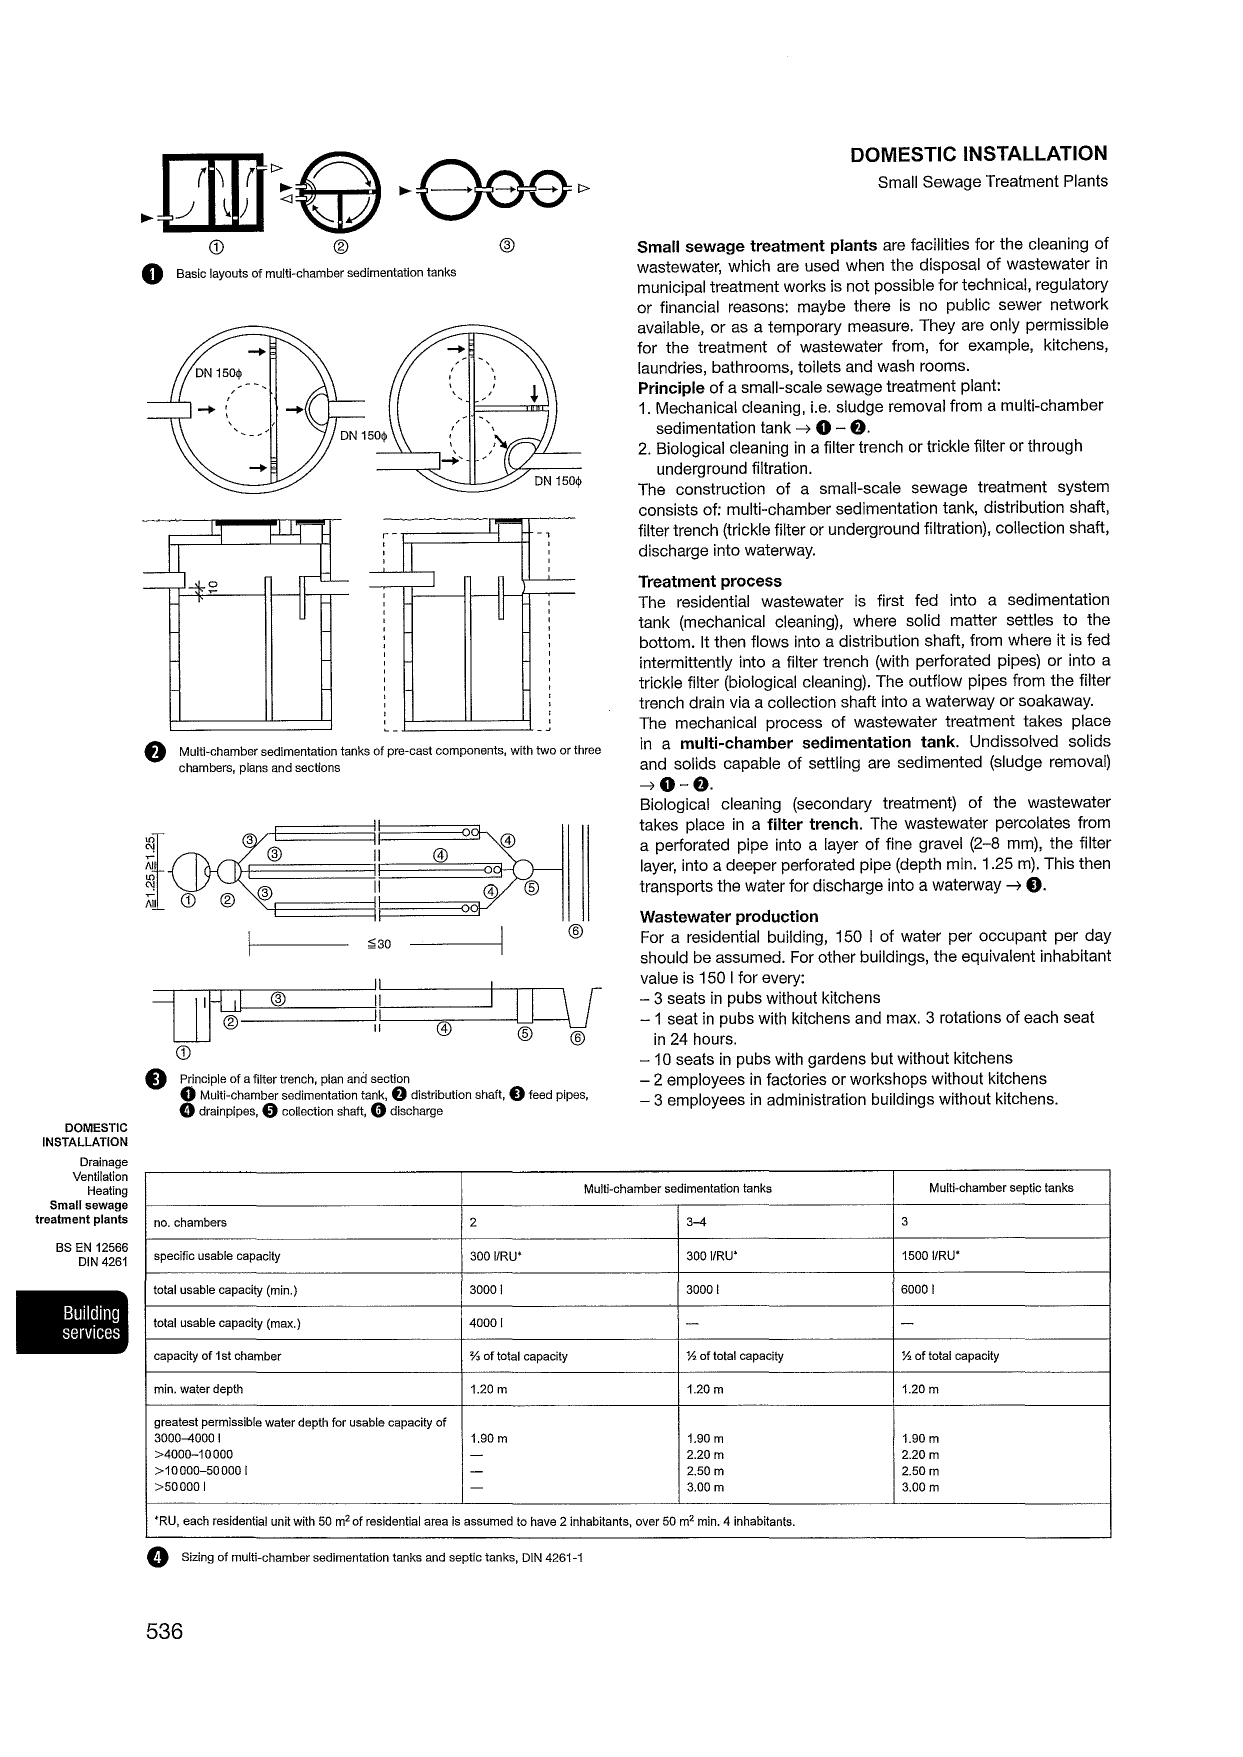 DOMESTIC INSTALLATION
Small Sewage Treatment Plants
① ② ③
❶ Basic layouts of multi-chamber sedimentation tanks
DN 150ϕ
DN 150ϕ
DN 150ϕ
10
❷ Multi-chamber sedimentation tanks of pre-cast components, with two or three
chambers, plans and sections
≧1.25 ≧1.25
① ② ③ ③ ③ ④ ④ ④ ⑤ ⑥
≦30
① ② ③ ④ ⑤ ⑥
❸ Principle of a filter trench, plan and section
❶ Multi-chamber sedimentation tank, ❷ distribution shaft, ❸ feed pipes,
❹ drainpipes, ❺ collection shaft, ❻ discharge
Small sewage treatment plants are facilities for the cleaning of
wastewater, which are used when the disposal of wastewater in
municipal treatment works is not possible for technical, regulatory
or financial reasons: maybe there is no public sewer network
available, or as a temporary measure. They are only permissible
for the treatment of wastewater from, for example, kitchens,
laundries, bathrooms, toilets and wash rooms.
Principle of a small-scale sewage treatment plant:
1. Mechanical cleaning, i.e. sludge removal from a multi-chamber
sedimentation tank → ❶ – ❷.
2. Biological cleaning in a filter trench or trickle filter or through
underground filtration.
The construction of a small-scale sewage treatment system
consists of: multi-chamber sedimentation tank, distribution shaft,
filter trench (trickle filter or underground filtration), collection shaft,
discharge into waterway.
Treatment process
The residential wastewater is first fed into a sedimentation
tank (mechanical cleaning), where solid matter settles to the
bottom. It then flows into a distribution shaft, from where it is fed
intermittently into a filter trench (with perforated pipes) or into a
trickle filter (biological cleaning). The outflow pipes from the filter
trench drain via a collection shaft into a waterway or soakaway.
The mechanical process of wastewater treatment takes place
in a multi-chamber sedimentation tank. Undissolved solids
and solids capable of settling are sedimented (sludge removal)
→ ❶ – ❷.
Biological cleaning (secondary treatment) of the wastewater
takes place in a filter trench. The wastewater percolates from
a perforated pipe into a layer of fine gravel (2–8 mm), the filter
layer, into a deeper perforated pipe (depth min. 1.25 m). This then
transports the water for discharge into a waterway → ❸.
Wastewater production
For a residential building, 150 l of water per occupant per day
should be assumed. For other buildings, the equivalent inhabitant
value is 150 l for every:
– 3 seats in pubs without kitchens
– 1 seat in pubs with kitchens and max. 3 rotations of each seat
in 24 hours.
– 10 seats in pubs with gardens but without kitchens
– 2 employees in factories or workshops without kitchens
– 3 employees in administration buildings without kitchens.
DOMESTIC
INSTALLATION
Drainage
Ventilation
Heating
Small sewage
treatment plants
BS EN 12566
DIN 4261
Building
services
Multi-chamber sedimentation tanks Multi-chamber septic tanks
no. chambers 2 3–4 3
specific usable capacity 300 l/RU* 300 l/RU* 1500 l/RU*
total usable capacity (min.) 3000 l 3000 l 6000 l
total usable capacity (max.) 4000 l — —
capacity of 1st chamber ⅔ of total capacity ½ of total capacity ½ of total capacity
min. water depth 1.20 m 1.20 m 1.20 m
greatest permissible water depth for usable capacity of
3000–4000 l 1.90 m 1.90 m 1.90 m
>4000–10000 — 2.20 m 2.20 m
>10000–50000 l — 2.50 m 2.50 m
>50000 l — 3.00 m 3.00 m
*RU, each residential unit with 50 m² of residential area is assumed to have 2 inhabitants, over 50 m² min. 4 inhabitants.
❹ Sizing of multi-chamber sedimentation tanks and septic tanks, DIN 4261-1
536